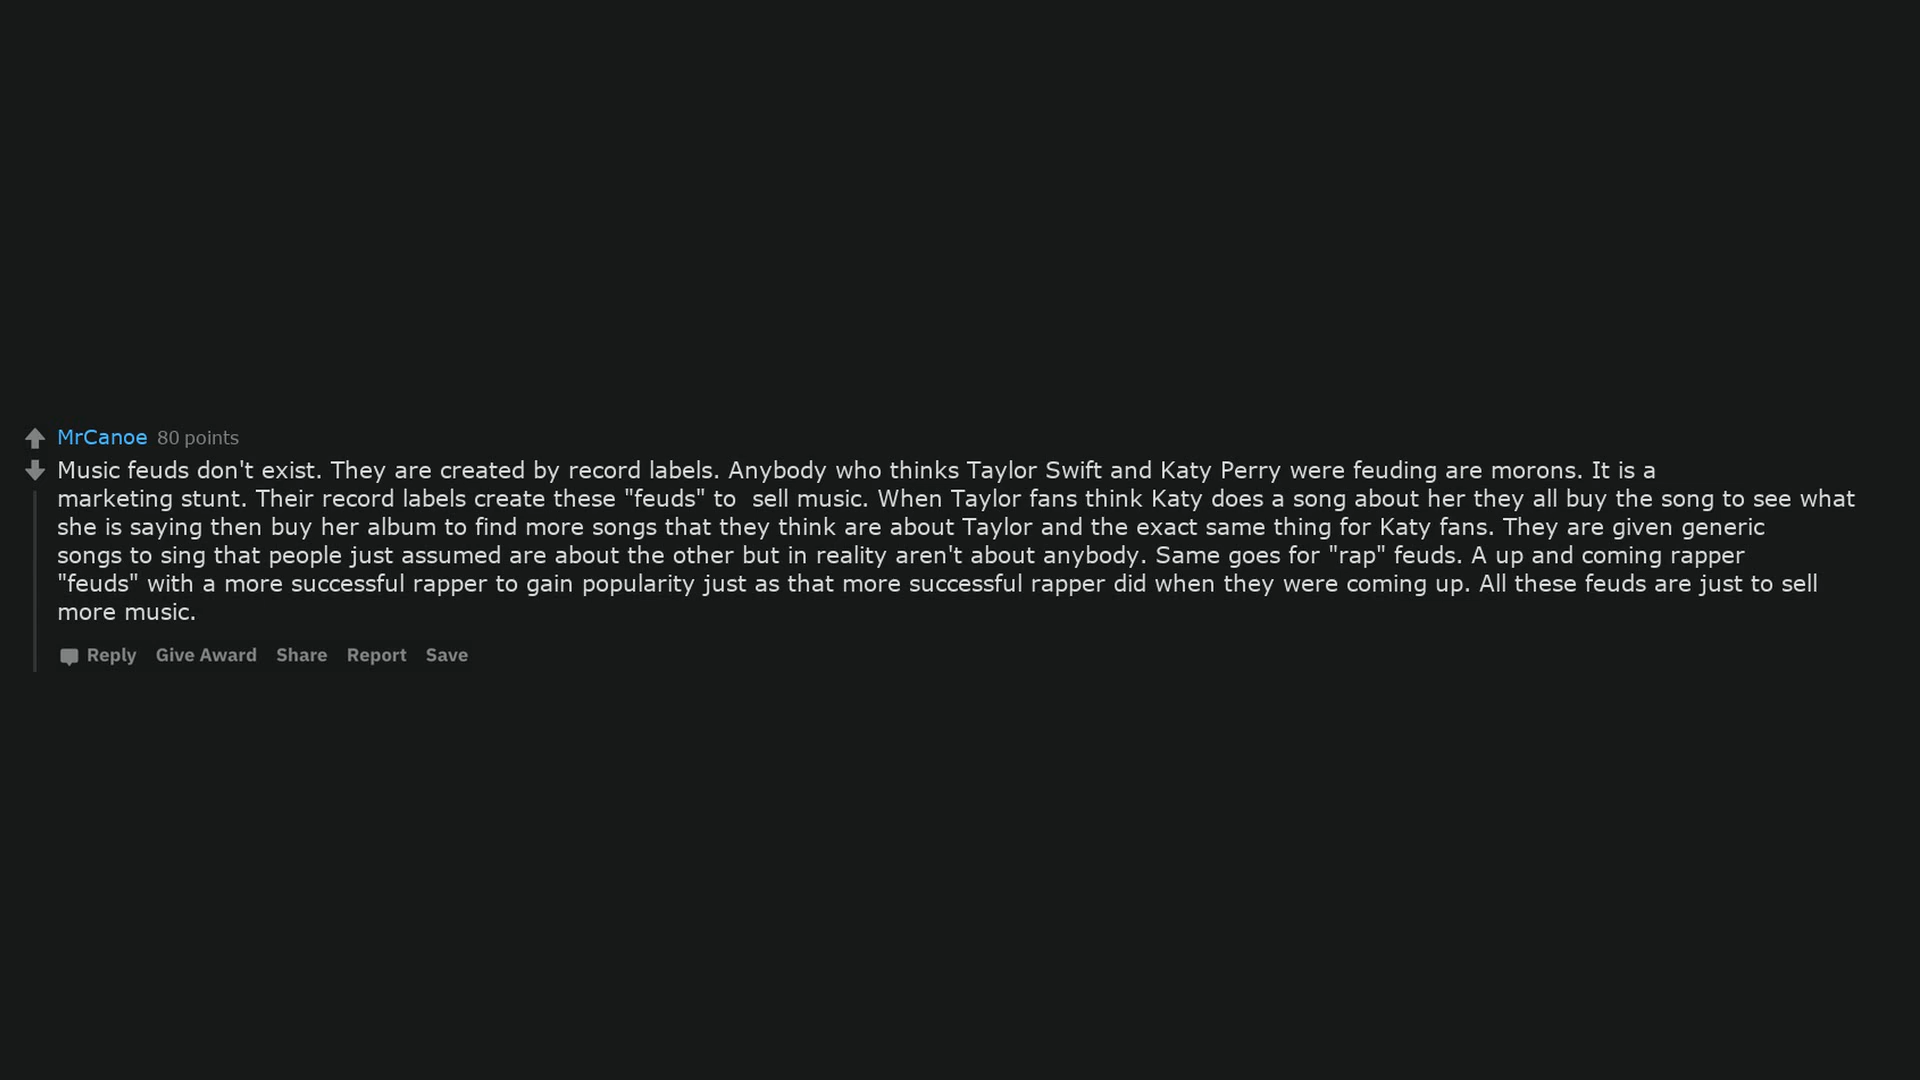 MrCanoe 80 points
Music feuds don't exist. They are created by record labels. Anybody who thinks Taylor Swift and Katy Perry were feuding are morons. It is a
marketing stunt. Their record labels create these "feuds" to  sell music. When Taylor fans think Katy does a song about her they all buy the song to see what
she is saying then buy her album to find more songs that they think are about Taylor and the exact same thing for Katy fans. They are given generic
songs to sing that people just assumed are about the other but in reality aren't about anybody. Same goes for "rap" feuds. A up and coming rapper
"feuds" with a more successful rapper to gain popularity just as that more successful rapper did when they were coming up. All these feuds are just to sell
more music.
Reply Give Award Share Report Save